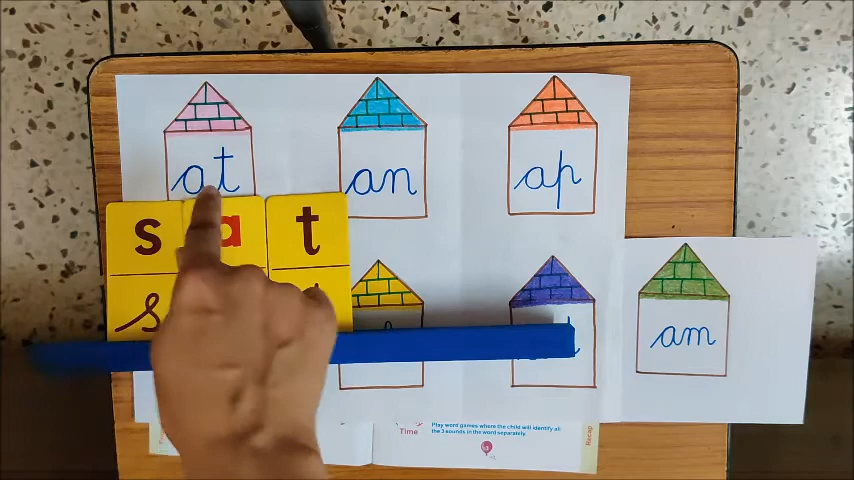 at an ap
s a t
s
am
Time
Play word games where the child will identify all
the 3 sounds in the word separately.
Recap